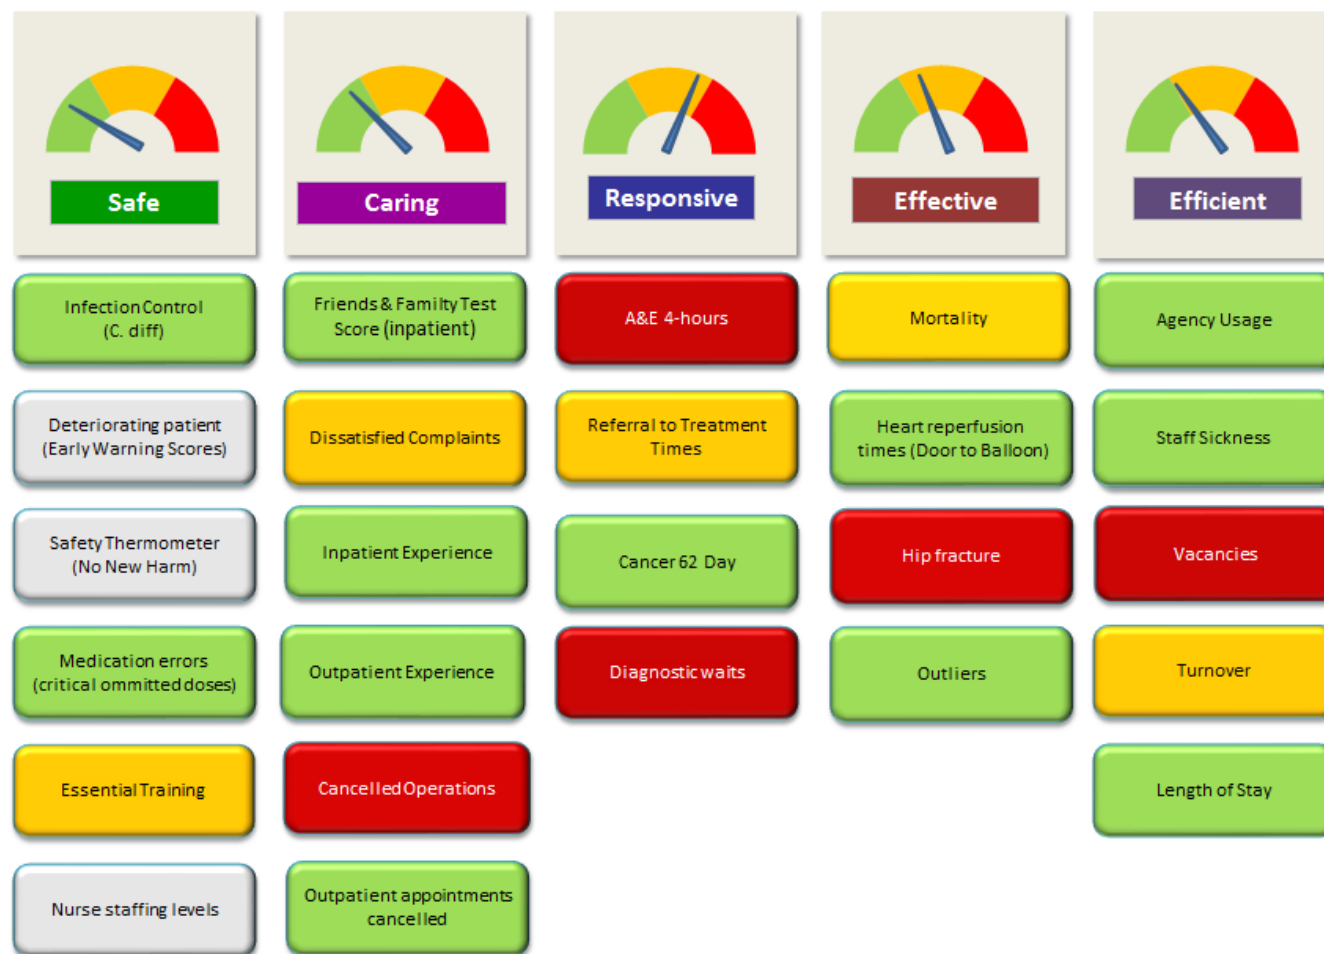 Safe
Caring
Responsive
Effective
Efficient
Infection Control
(C. diff)
Deteriorating patient
(Early Warning Scores)
Safety Thermometer
(No New Harm)
Medication errors
(critical ommitted doses)
Essential Training
Nurse staffing levels
Friends & Familty Test
Score (inpatient)
Dissatisfied Complaints
Inpatient Experience
Outpatient Experience
Cancelled Operations
Outpatient appointments
cancelled
A&E 4-hours
Referral to Treatment
Times
Cancer 62 Day
Diagnostic waits
Mortality
Heart reperfusion
times (Door to Balloon)
Hip fracture
Outliers
Agency Usage
Staff Sickness
Vacancies
Turnover
Length of Stay